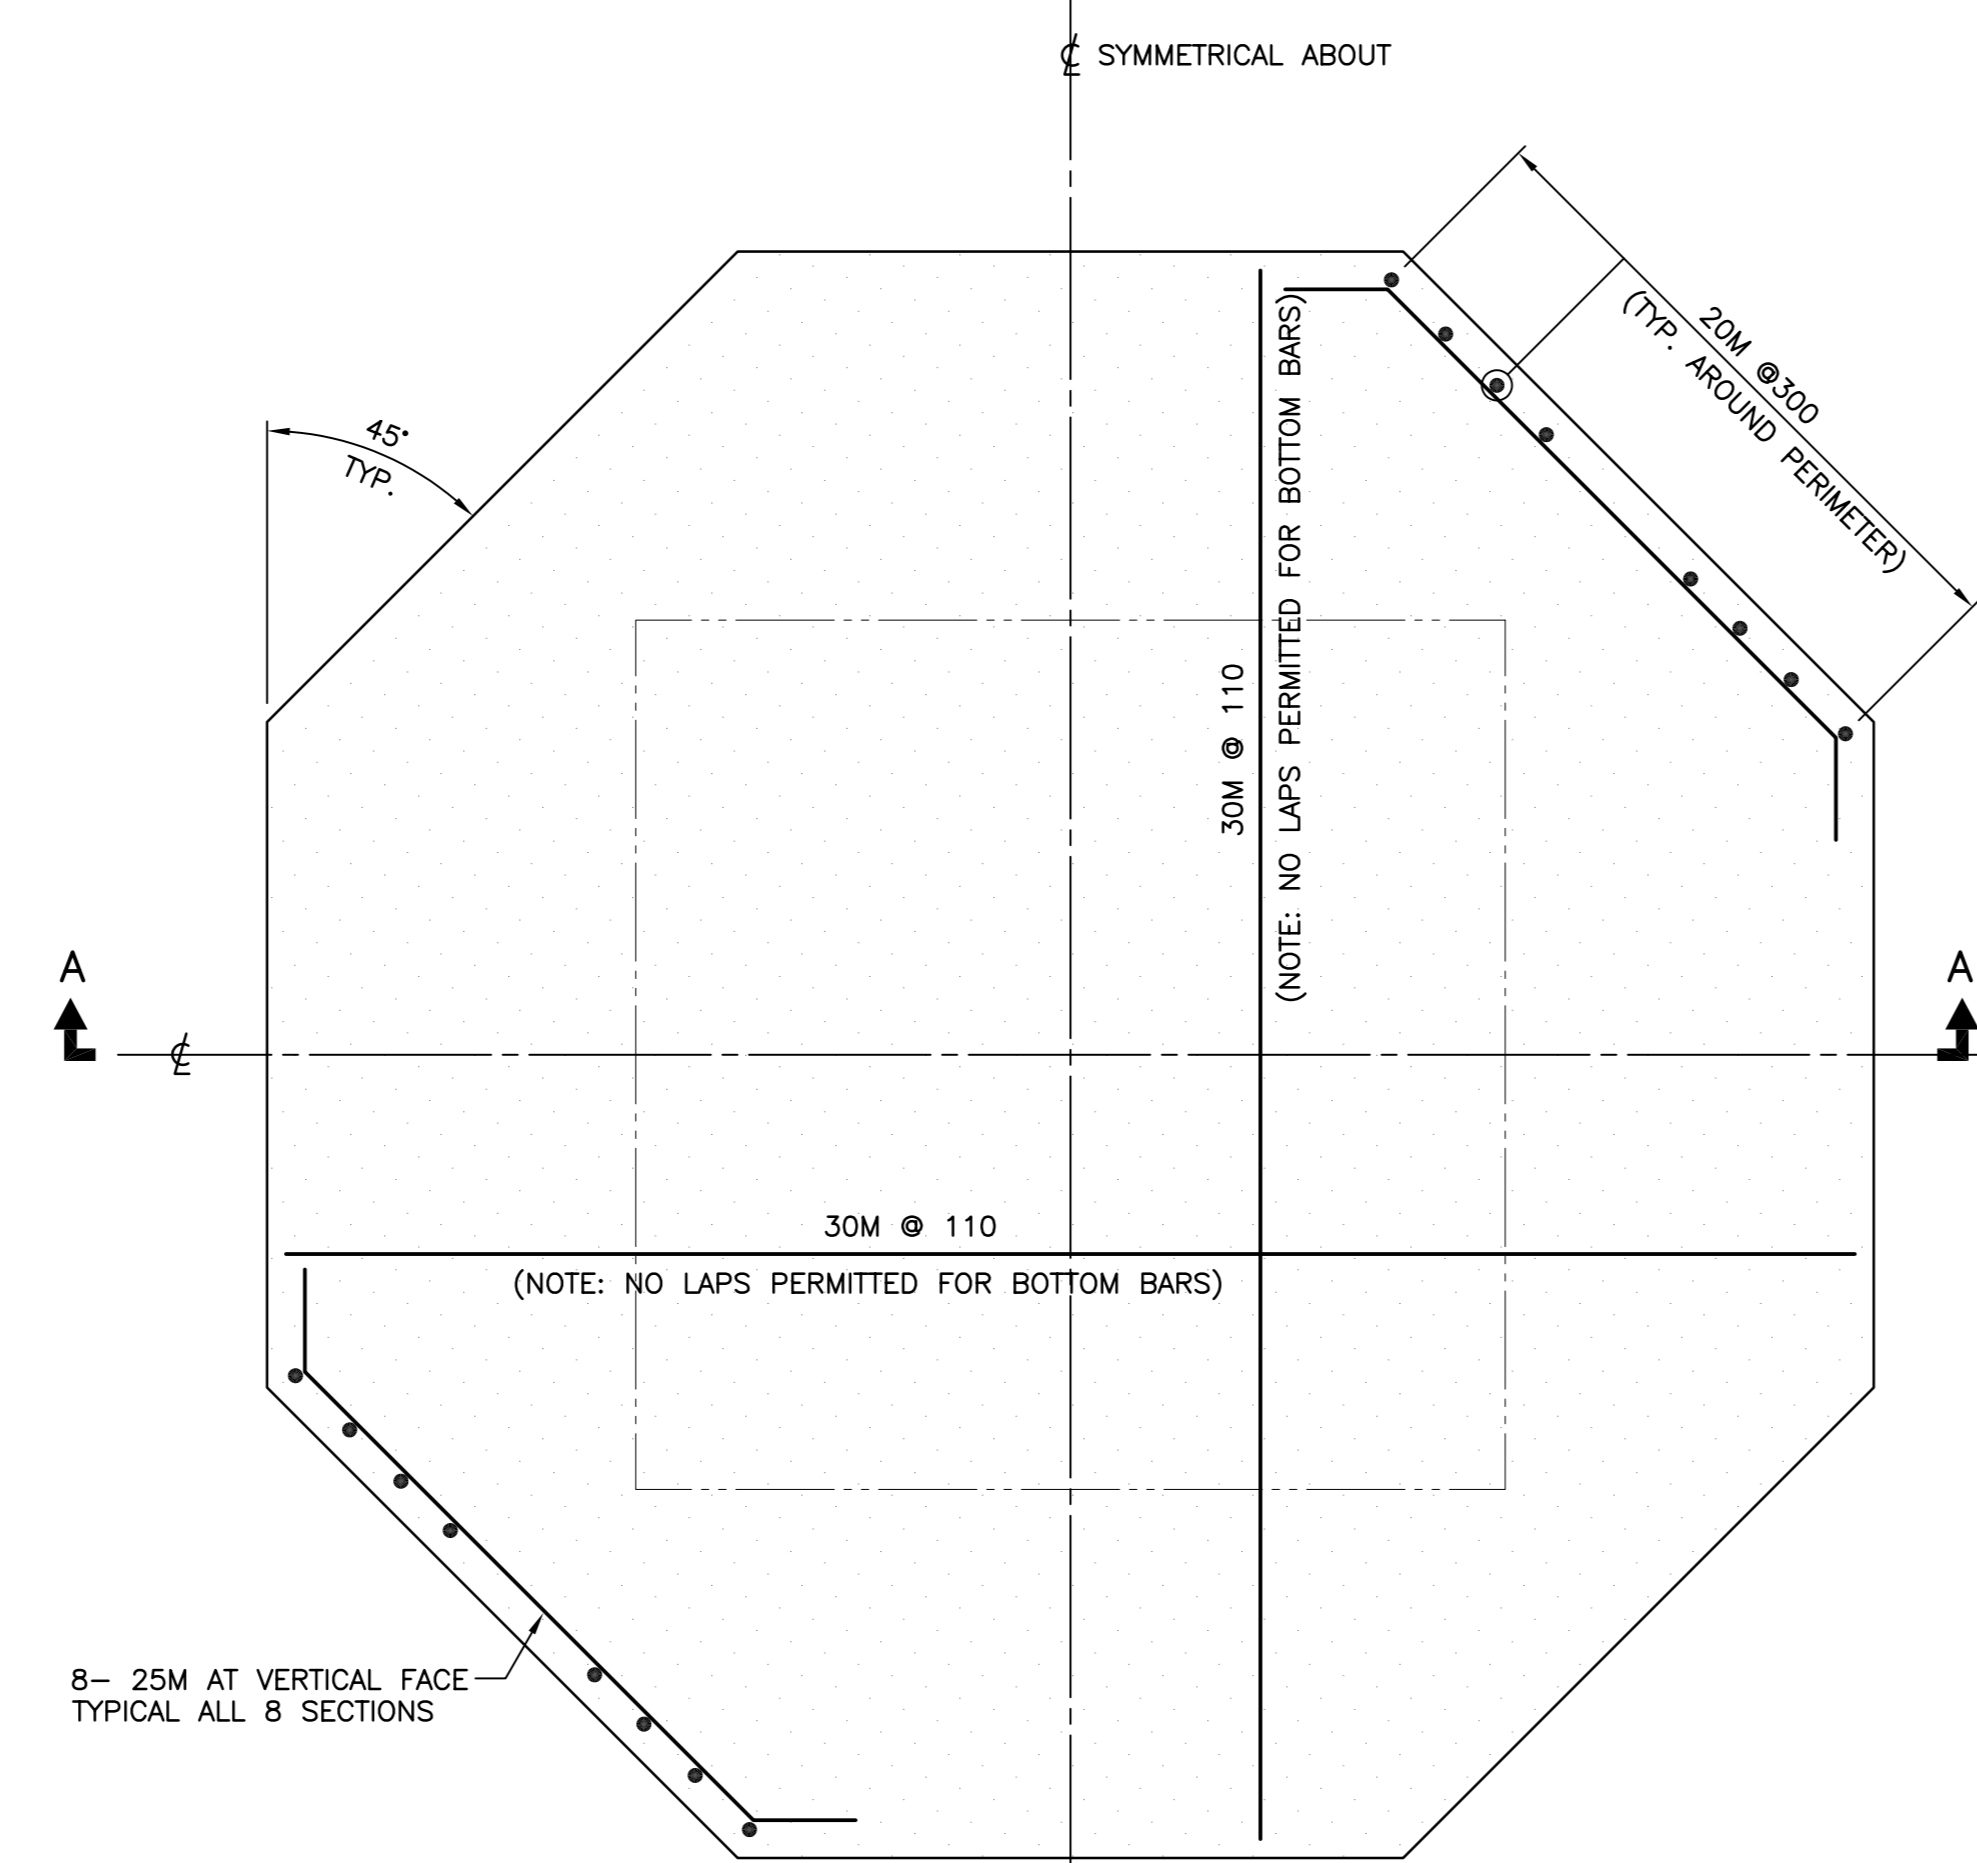 ℄ SYMMETRICAL ABOUT
20M @300
(TYP. AROUND PERIMETER)
45°
TYP.
30M @ 110
(NOTE: NO LAPS PERMITTED FOR BOTTOM BARS)
A
A
℄
30M @ 110
(NOTE: NO LAPS PERMITTED FOR BOTTOM BARS)
8– 25M AT VERTICAL FACE
TYPICAL ALL 8 SECTIONS